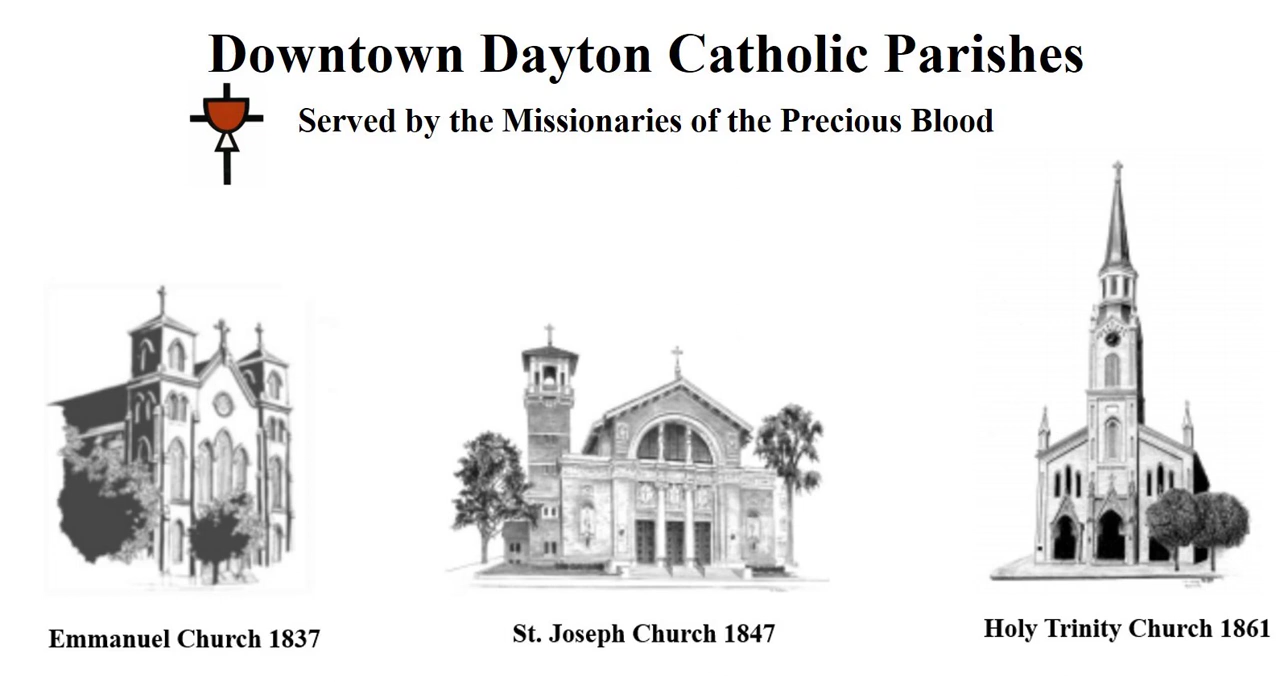 Downtown Dayton Catholic Parishes
Served by the Missionaries of the Precious Blood
Emmanuel Church 1837
St. Joseph Church 1847
Holy Trinity Church 1861